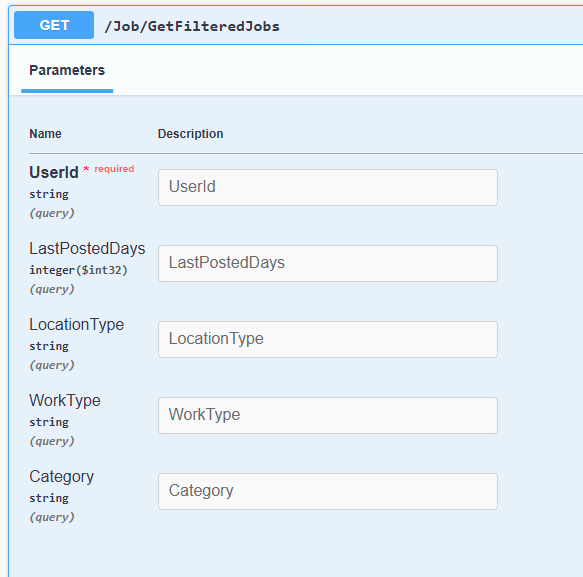 GET /Job/GetFilteredJobs
Parameters
Name Description
UserId * required
string
(query)
UserId
LastPostedDays
integer($int32)
(query)
LastPostedDays
LocationType
string
(query)
LocationType
WorkType
string
(query)
WorkType
Category
string
(query)
Category